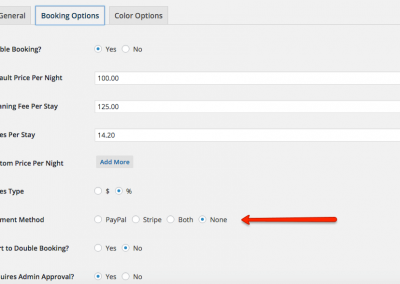 General Booking Options Color Options
ble Booking? Yes No
ault Price Per Night 100.00
aning Fee Per Stay 125.00
es Per Stay 14.20
tom Price Per Night Add More
es Type $ %
ment Method PayPal Stripe Both None
rt to Double Booking? Yes No
uires Admin Approval? Yes No